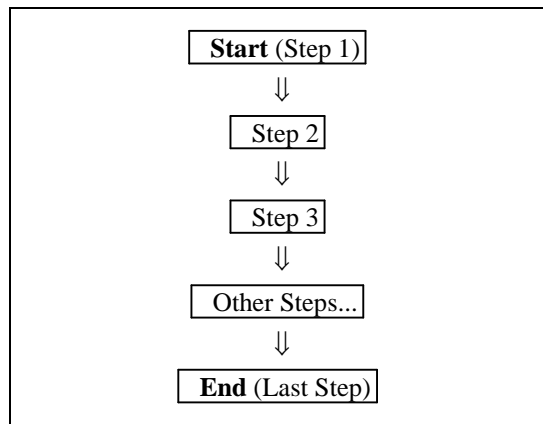 Start (Step 1)
⇓
Step 2
⇓
Step 3
⇓
Other Steps...
⇓
End (Last Step)